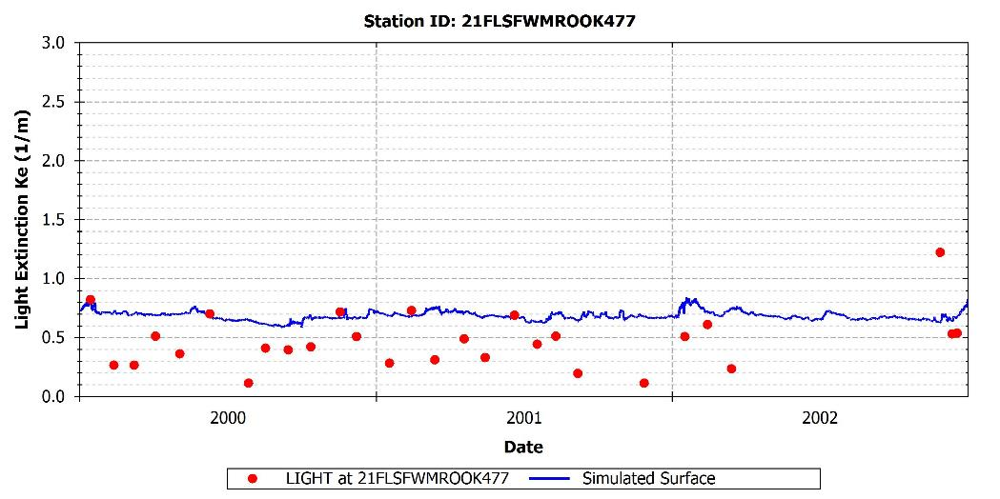 Station ID: 21FLSFWMROOK477
3.0
2.5
2.0
1.5
1.0
0.5
0.0
Light Extinction Ke (1/m)
2000 2001 2002
Date
LIGHT at 21FLSFWMROOK477 Simulated Surface